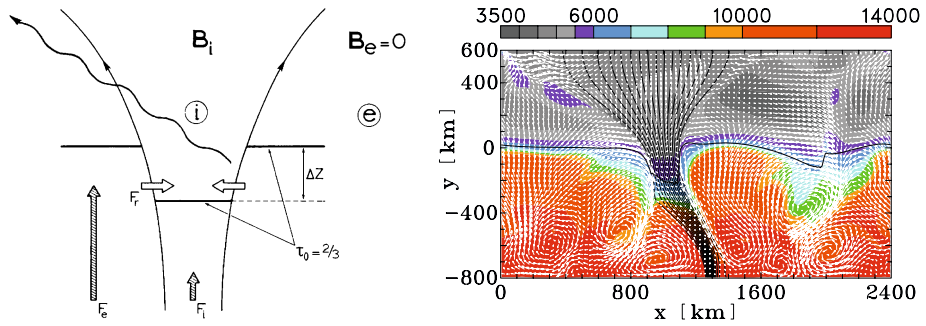 B_i
B_e=0
i
e
ΔZ
F_r
τ_0=2/3
F_e
F_i
3500 6000 10000 14000
600
400
0
−400
−800
y [km]
0 800 1600 2400
x [km]